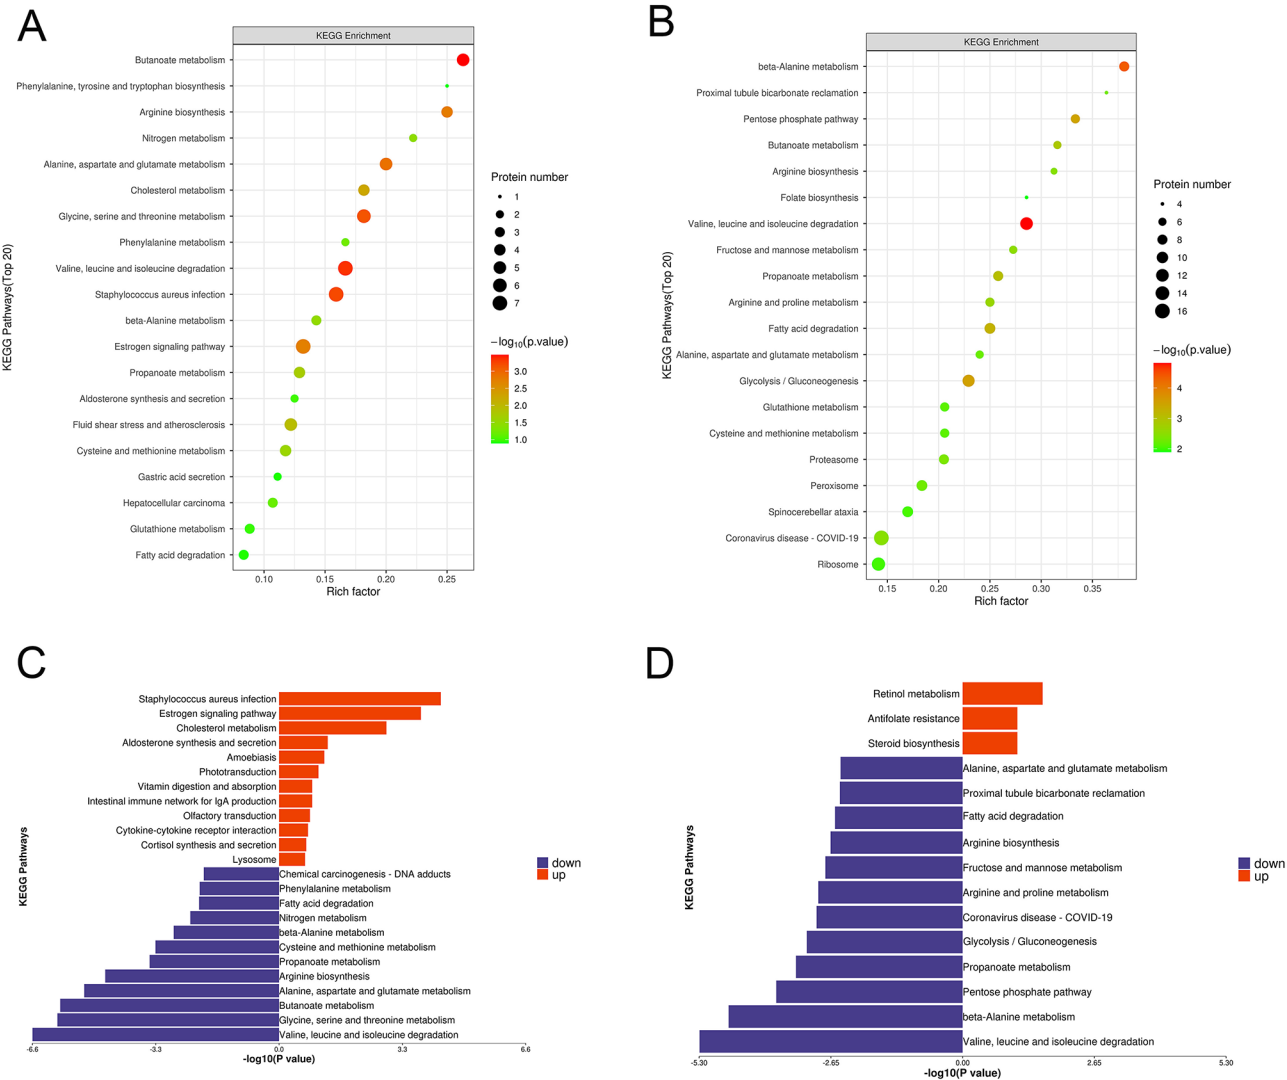 A
KEGG Enrichment
KEGG Pathways(Top 20)
Butanoate metabolism
Phenylalanine, tyrosine and tryptophan biosynthesis
Arginine biosynthesis
Nitrogen metabolism
Alanine, aspartate and glutamate metabolism
Cholesterol metabolism
Glycine, serine and threonine metabolism
Phenylalanine metabolism
Valine, leucine and isoleucine degradation
Staphylococcus aureus infection
beta-Alanine metabolism
Estrogen signaling pathway
Propanoate metabolism
Aldosterone synthesis and secretion
Fluid shear stress and atherosclerosis
Cysteine and methionine metabolism
Gastric acid secretion
Hepatocellular carcinoma
Glutathione metabolism
Fatty acid degradation
0.10 0.15 0.20 0.25
Rich factor
Protein number
1
2
3
4
5
6
7
−log10(p.value)
3.0
2.5
2.0
1.5
1.0
B
KEGG Enrichment
KEGG Pathways(Top 20)
beta-Alanine metabolism
Proximal tubule bicarbonate reclamation
Pentose phosphate pathway
Butanoate metabolism
Arginine biosynthesis
Folate biosynthesis
Valine, leucine and isoleucine degradation
Fructose and mannose metabolism
Propanoate metabolism
Arginine and proline metabolism
Fatty acid degradation
Alanine, aspartate and glutamate metabolism
Glycolysis / Gluconeogenesis
Glutathione metabolism
Cysteine and methionine metabolism
Proteasome
Peroxisome
Spinocerebellar ataxia
Coronavirus disease - COVID-19
Ribosome
0.15 0.20 0.25 0.30 0.35
Rich factor
Protein number
4
6
8
10
12
14
16
−log10(p.value)
4
3
2
C
KEGG Pathways
Staphylococcus aureus infection
Estrogen signaling pathway
Cholesterol metabolism
Aldosterone synthesis and secretion
Amoebiasis
Phototransduction
Vitamin digestion and absorption
Intestinal immune network for IgA production
Olfactory transduction
Cytokine-cytokine receptor interaction
Cortisol synthesis and secretion
Lysosome
Chemical carcinogenesis - DNA adducts
Phenylalanine metabolism
Fatty acid degradation
Nitrogen metabolism
beta-Alanine metabolism
Cysteine and methionine metabolism
Propanoate metabolism
Arginine biosynthesis
Alanine, aspartate and glutamate metabolism
Butanoate metabolism
Glycine, serine and threonine metabolism
Valine, leucine and isoleucine degradation
-6.6 -3.3 0.0 3.3 6.6
-log10(P value)
down
up
D
KEGG Pathways
Retinol metabolism
Antifolate resistance
Steroid biosynthesis
Alanine, aspartate and glutamate metabolism
Proximal tubule bicarbonate reclamation
Fatty acid degradation
Arginine biosynthesis
Fructose and mannose metabolism
Arginine and proline metabolism
Coronavirus disease - COVID-19
Glycolysis / Gluconeogenesis
Propanoate metabolism
Pentose phosphate pathway
beta-Alanine metabolism
Valine, leucine and isoleucine degradation
-5.30 -2.65 0.00 2.65 5.30
-log10(P value)
down
up